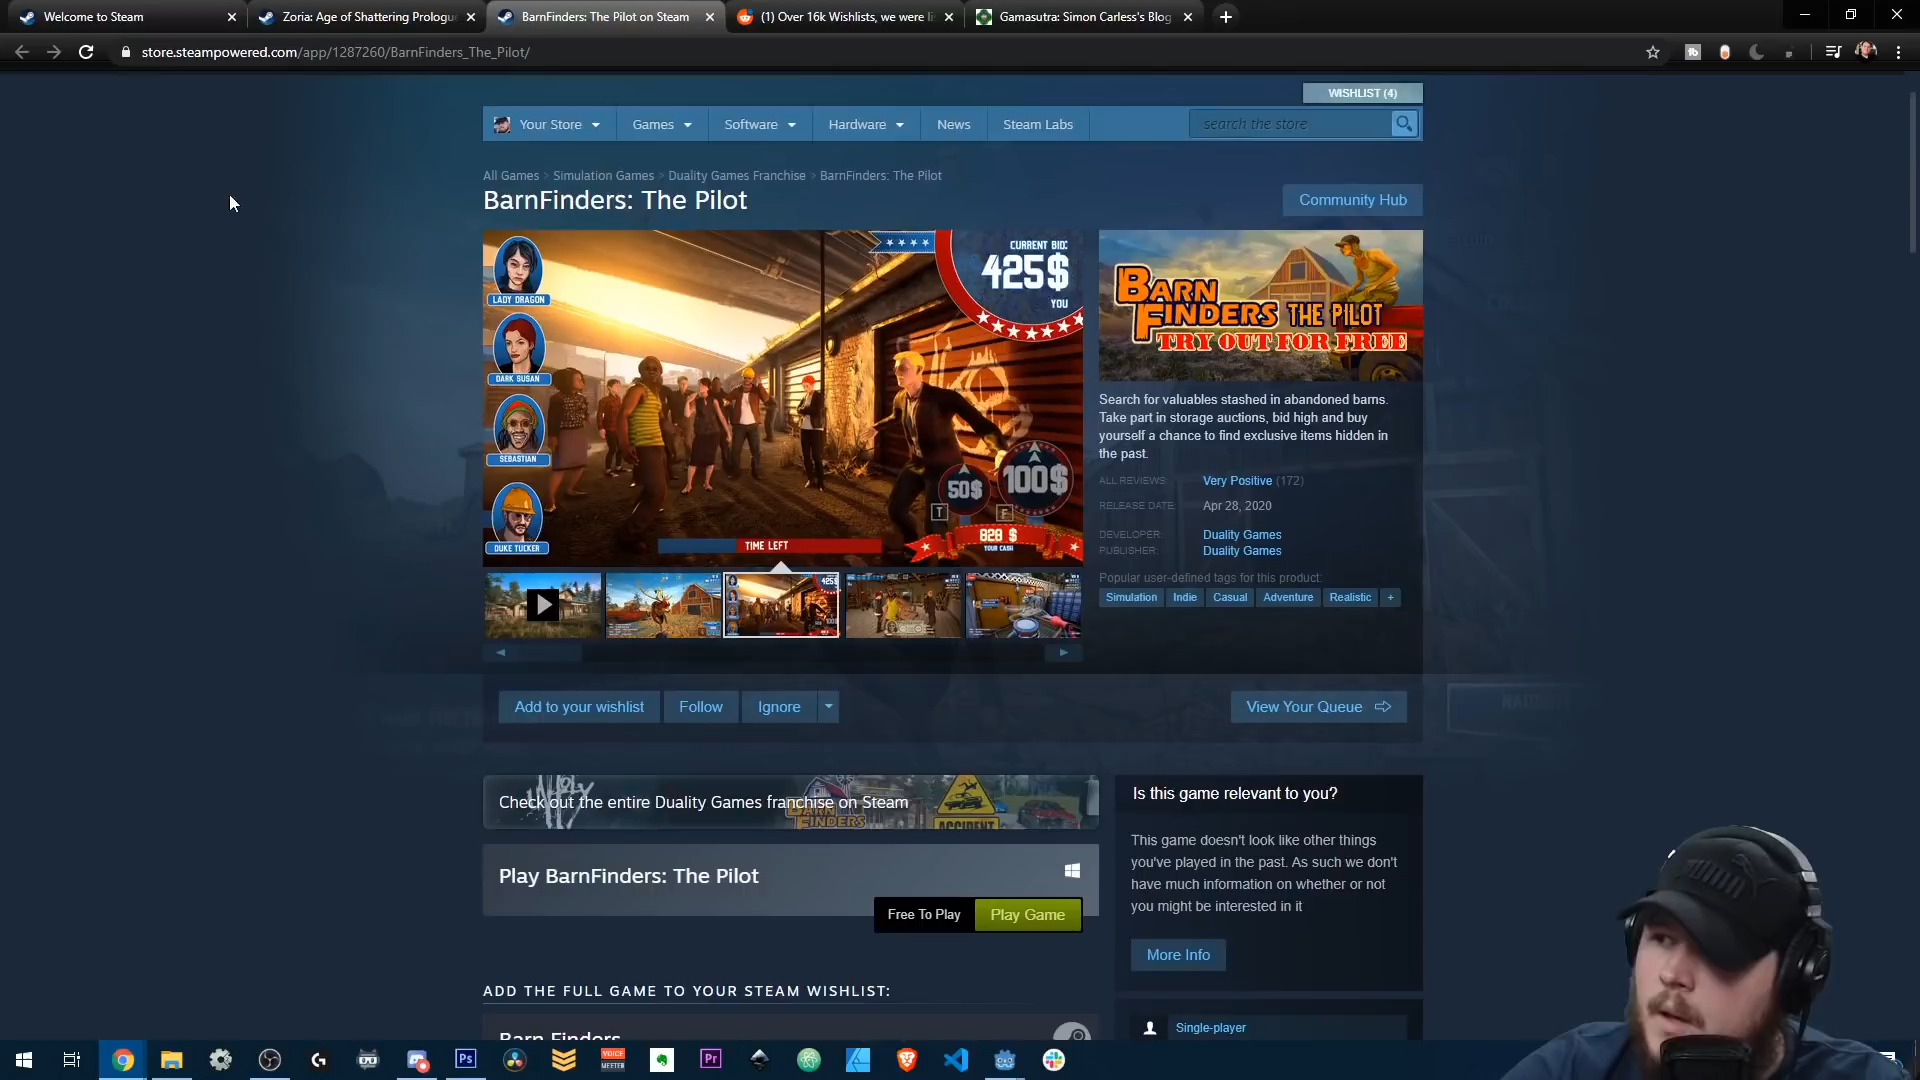 Welcome to Steam
Zoria: Age of Shattering Prologue
BarnFinders: The Pilot on Steam
(1) Over 16k Wishlists, we were li
Gamasutra: Simon Carless's Blog
store.steampowered.com/app/1287260/BarnFinders_The_Pilot/
WISHLIST (4)
Your Store
Games
Software
Hardware
News
Steam Labs
search the store
All Games > Simulation Games > Duality Games Franchise > BarnFinders: The Pilot
BarnFinders: The Pilot
Community Hub
LADY DRAGON
DARK SUSAN
SEBASTIAN
DUKE TUCKER
CURRENT BID:
425$
YOU
50$
100$
T
F
828 $
YOUR CASH
TIME LEFT
BARN FINDERS THE PILOT
TRY OUT FOR FREE
Search for valuables stashed in abandoned barns.
Take part in storage auctions, bid high and buy
yourself a chance to find exclusive items hidden in
the past.
ALL REVIEWS: Very Positive (172)
RELEASE DATE: Apr 28, 2020
DEVELOPER: Duality Games
PUBLISHER: Duality Games
Popular user-defined tags for this product:
Simulation
Indie
Casual
Adventure
Realistic
+
Add to your wishlist
Follow
Ignore
View Your Queue
Check out the entire Duality Games franchise on Steam
BARN FINDERS
ACCIDENT
Is this game relevant to you?
This game doesn't look like other things
you've played in the past. As such we don't
have much information on whether or not
you might be interested in it
More Info
Play BarnFinders: The Pilot
Free To Play
Play Game
ADD THE FULL GAME TO YOUR STEAM WISHLIST:
Barn Finders
Single-player
Ps
VOICE MEETER
Pr